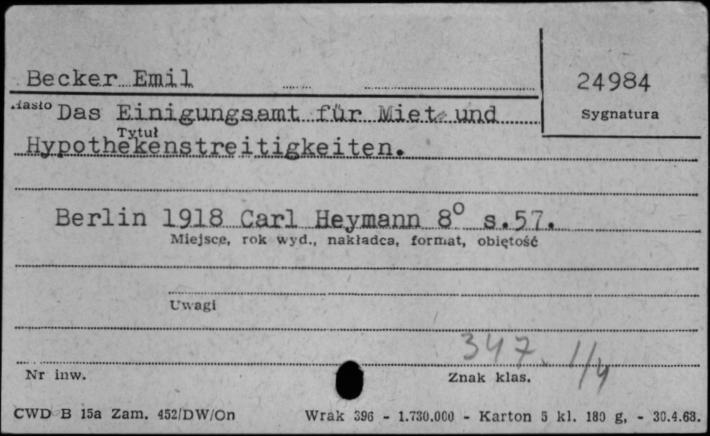 Becker Emil
24984
Hasło Das Einigungsamt für Miet- und
Sygnatura
Tytuł
Hypothekenstreitigkeiten.
Berlin 1918 Carl Heymann 8° s.57.
Miejsce, rok wyd., nakładca, format, objętość
Uwagi
347. 1/4
Nr inw.
Znak klas.
CWD B 15a Zam. 452/DW/On Wrak 396 - 1.730.000 - Karton 5 kl. 180 g, - 30.4.63.